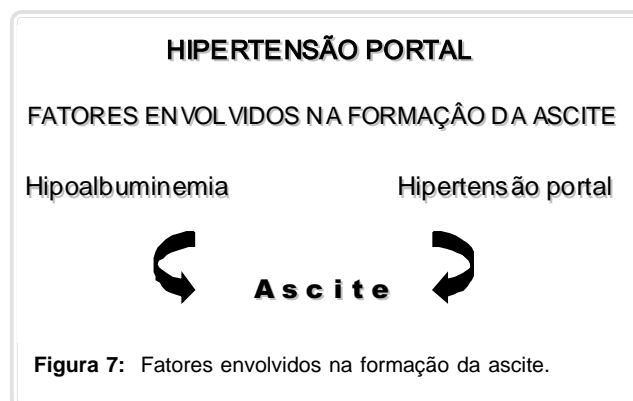 HIPERTENSÃO PORTAL
FATORES ENVOLVIDOS NA FORMAÇÂO DA ASCITE
Hipoalbuminemia Hipertensão portal
Ascite
Figura 7: Fatores envolvidos na formação da ascite.